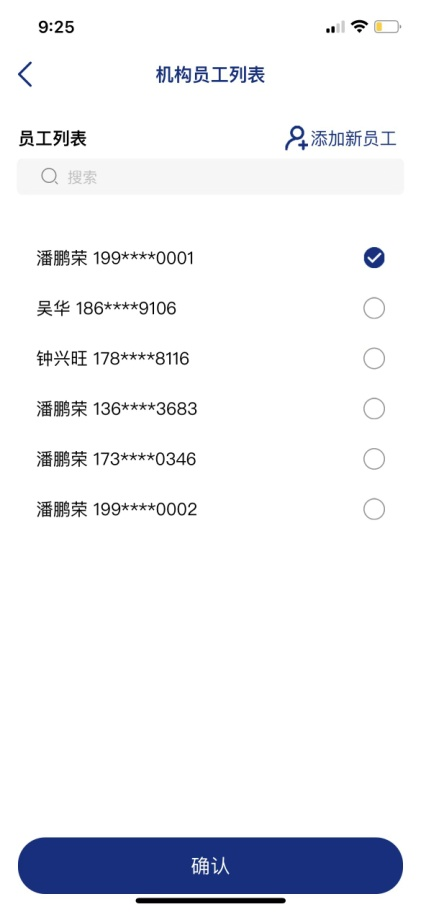 9:25
机构员工列表
员工列表 添加新员工
搜索
潘鹏荣 199****0001
吴华 186****9106
钟兴旺 178****8116
潘鹏荣 136****3683
潘鹏荣 173****0346
潘鹏荣 199****0002
确认